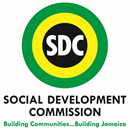 SDC
SOCIAL DEVELOPMENT
COMMISSION
Building Communities...Building Jamaica